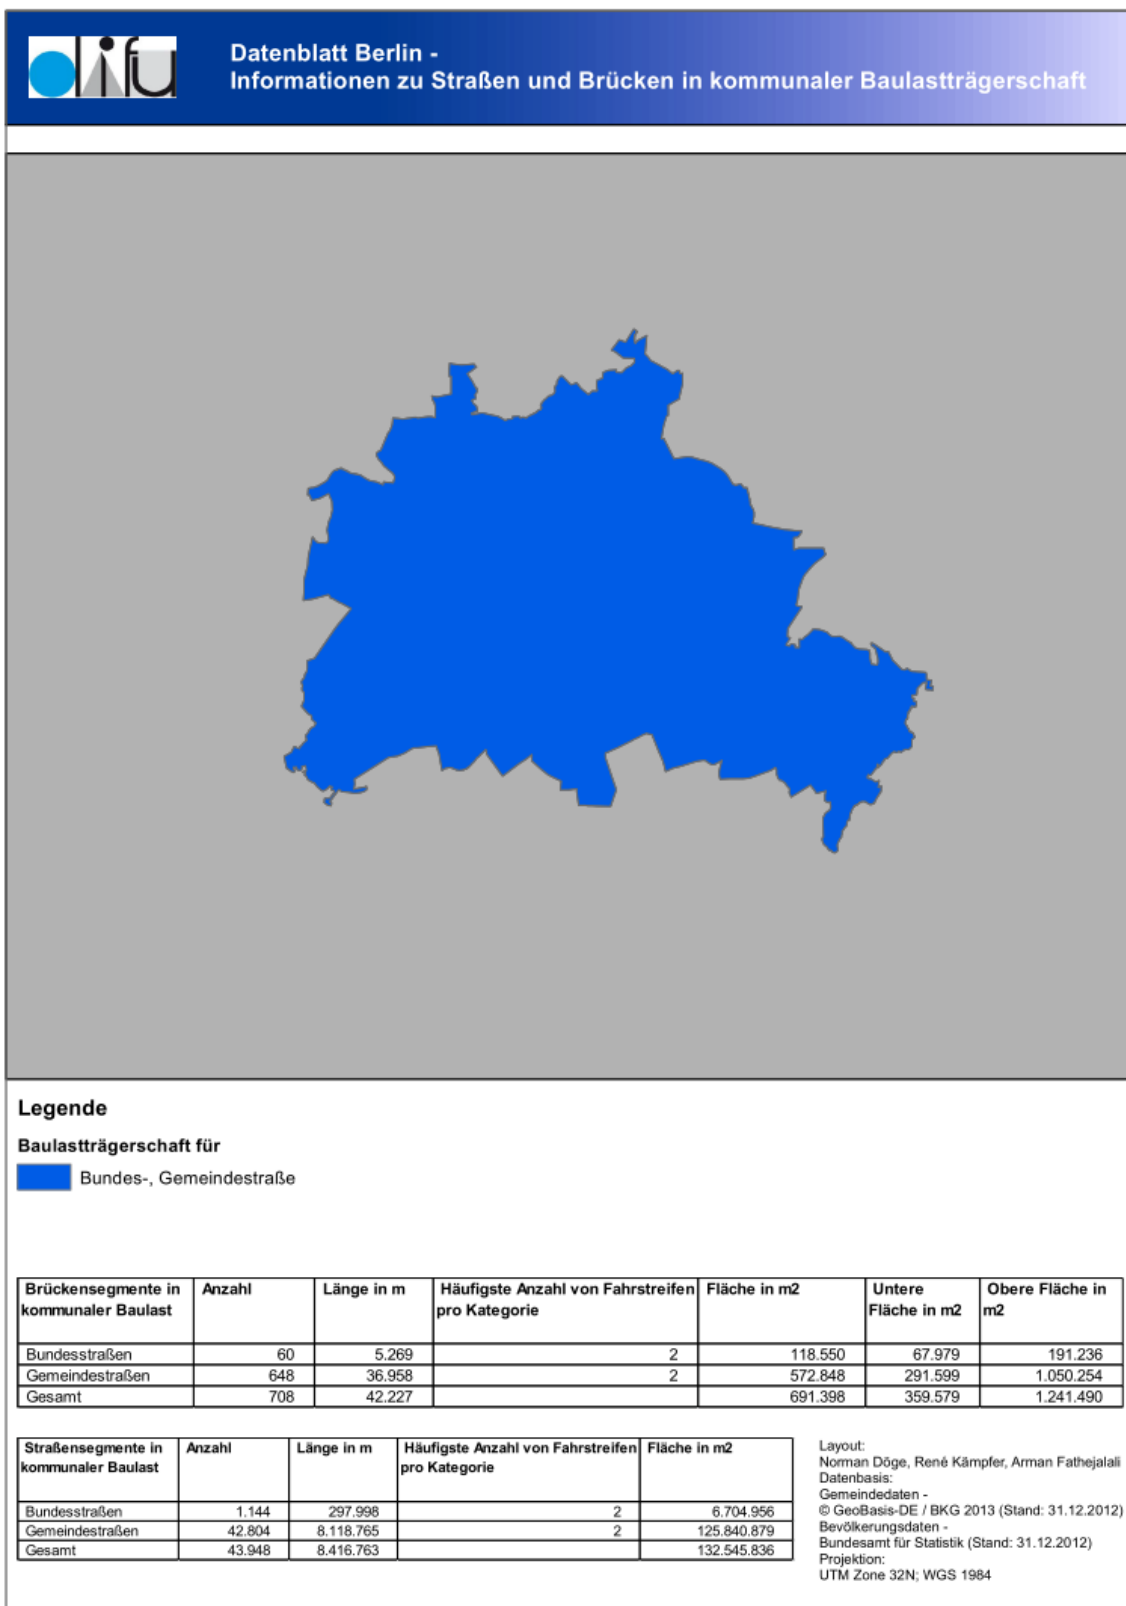 difu
Datenblatt Berlin -
Informationen zu Straßen und Brücken in kommunaler Baulastträgerschaft
Legende
Baulastträgerschaft für
Bundes-, Gemeindestraße
Brückensegmente in kommunaler Baulast Anzahl Länge in m Häufigste Anzahl von Fahrstreifen pro Kategorie Fläche in m2 Untere Fläche in m2 Obere Fläche in m2
Bundesstraßen 60 5.269 2 118.550 67.979 191.236
Gemeindestraßen 648 36.958 2 572.848 291.599 1.050.254
Gesamt 708 42.227 691.398 359.579 1.241.490
Straßensegmente in kommunaler Baulast Anzahl Länge in m Häufigste Anzahl von Fahrstreifen pro Kategorie Fläche in m2
Bundesstraßen 1.144 297.998 2 6.704.956
Gemeindestraßen 42.804 8.118.765 2 125.840.879
Gesamt 43.948 8.416.763 132.545.836
Layout:
Norman Döge, René Kämpfer, Arman Fathejalali
Datenbasis:
Gemeindedaten -
© GeoBasis-DE / BKG 2013 (Stand: 31.12.2012)
Bevölkerungsdaten -
Bundesamt für Statistik (Stand: 31.12.2012)
Projektion:
UTM Zone 32N; WGS 1984